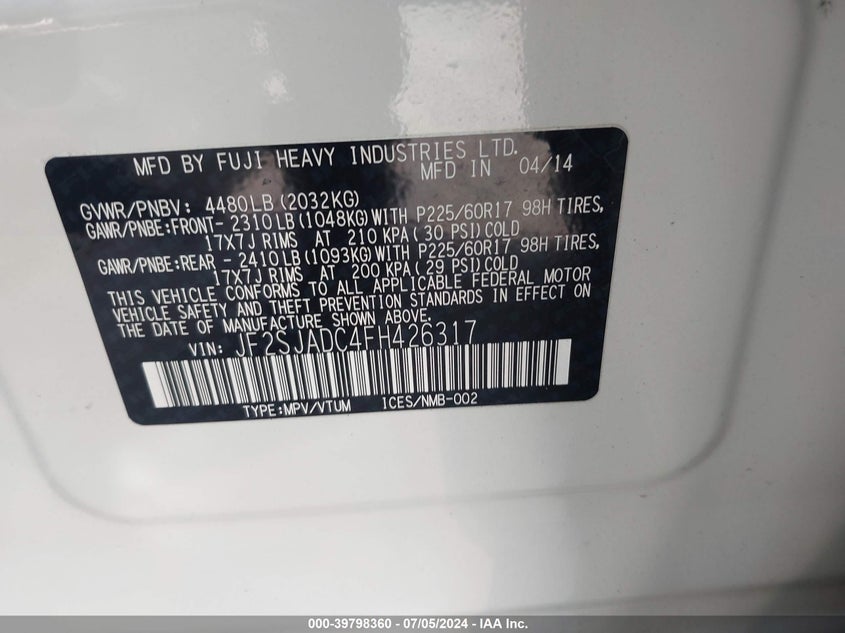 MFD BY FUJI HEAVY INDUSTRIES LTD.
MFD IN 04/14
GVWR/PNBV: 4480LB(2032KG)
GAWR/PNBE:FRONT- 2310LB(1048KG)WITH P225/60R17 98H TIRES,
17X7J RIMS AT 210 KPA(30 PSI)COLD
GAWR/PNBE:REAR - 2410LB(1093KG)WITH P225/60R17 98H TIRES,
17X7J RIMS AT 200 KPA(29 PSI)COLD
THIS VEHICLE CONFORMS TO ALL APPLICABLE FEDERAL MOTOR
VEHICLE SAFETY AND THEFT PREVENTION STANDARDS IN EFFECT ON
THE DATE OF MANUFACTURE SHOWN ABOVE.
VIN: JF2SJADC4FH426317
TYPE:MPV/VTUM ICES/NMB-002
000-39798360 - 07/05/2024 - IAA Inc.